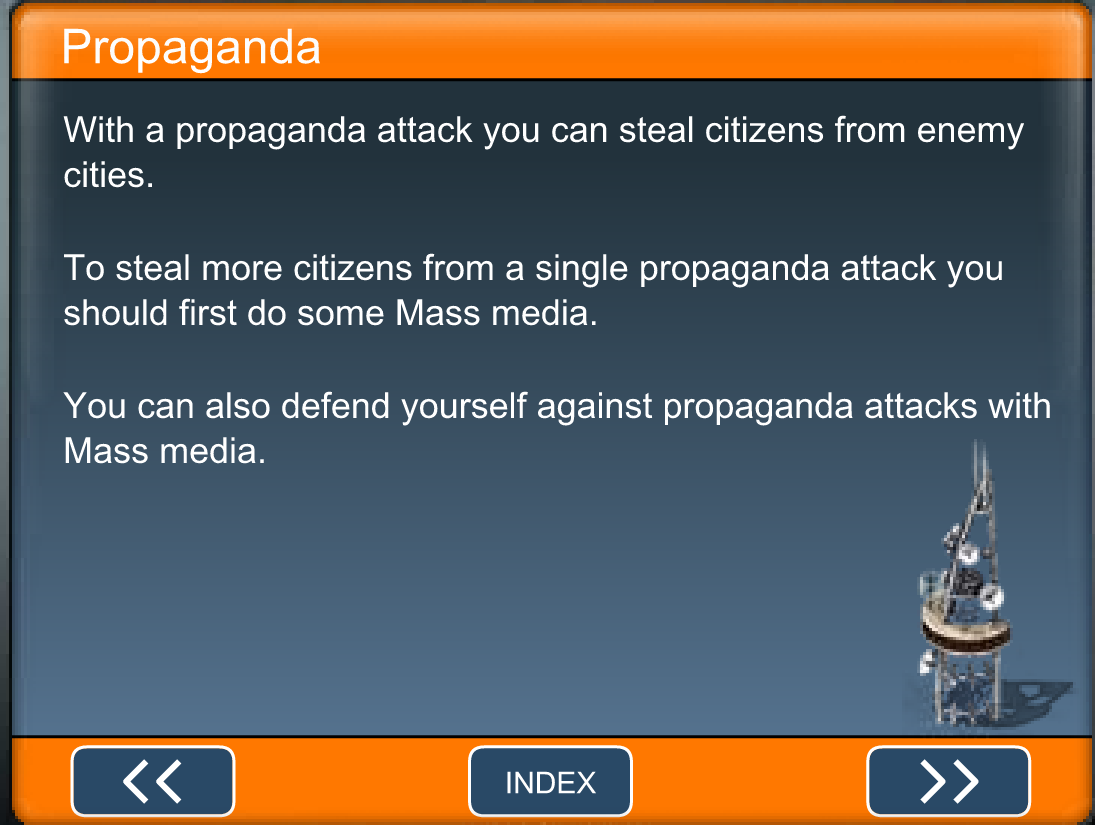 Propaganda
With a propaganda attack you can steal citizens from enemy
cities.
To steal more citizens from a single propaganda attack you
should first do some Mass media.
You can also defend yourself against propaganda attacks with
Mass media.
<< INDEX >>